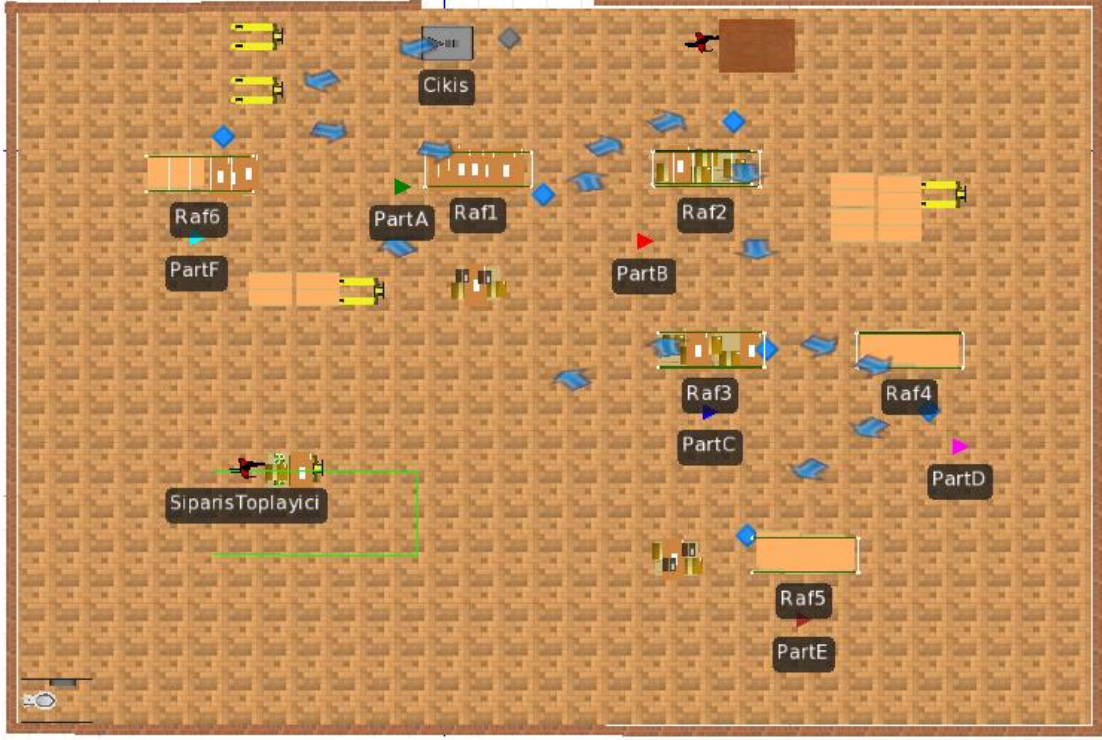 Cikis
Raf6
PartA
Raf1
Raf2
PartF
PartB
Raf3
Raf4
PartC
PartD
SiparisToplayici
Raf5
PartE